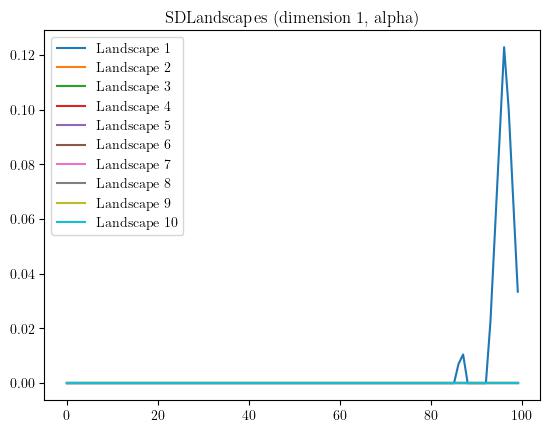 SDLandscapes (dimension 1, alpha)
Landscape 1
Landscape 2
Landscape 3
Landscape 4
Landscape 5
Landscape 6
Landscape 7
Landscape 8
Landscape 9
Landscape 10
0.12
0.10
0.08
0.06
0.04
0.02
0.00
0 20 40 60 80 100